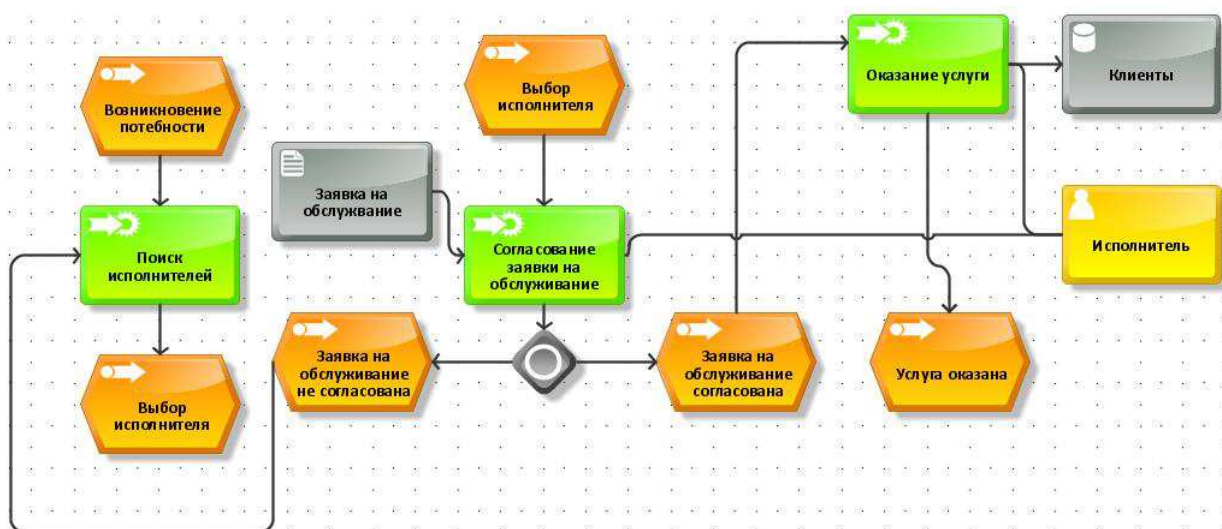 Возникновение
потебности
Поиск
исполнителей
Выбор
исполнителя
Выбор
исполнителя
Заявка на
обслужвание
Согласование
заявки на
обслуживание
Заявка на
обслуживание
не согласована
Заявка на
обслуживание
согласована
Оказание услуги
Клиенты
Исполнитель
Услуга оказана